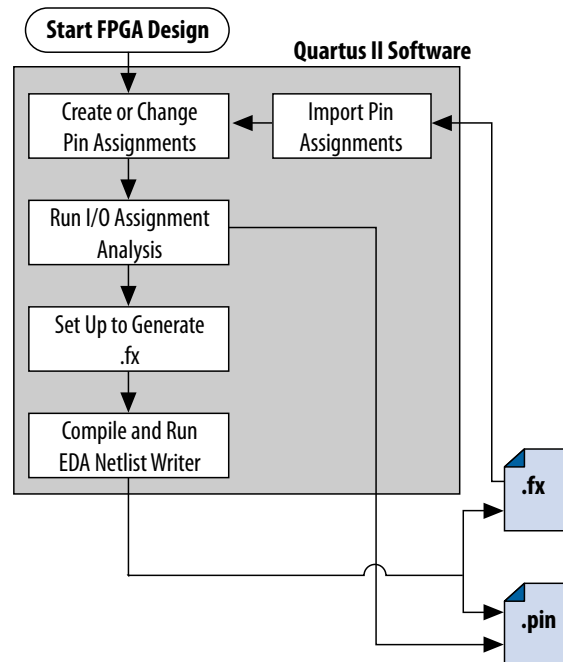 Start FPGA Design
Quartus II Software
Create or Change
Pin Assignments
Import Pin
Assignments
Run I/O Assignment
Analysis
Set Up to Generate
.fx
Compile and Run
EDA Netlist Writer
.fx
.pin